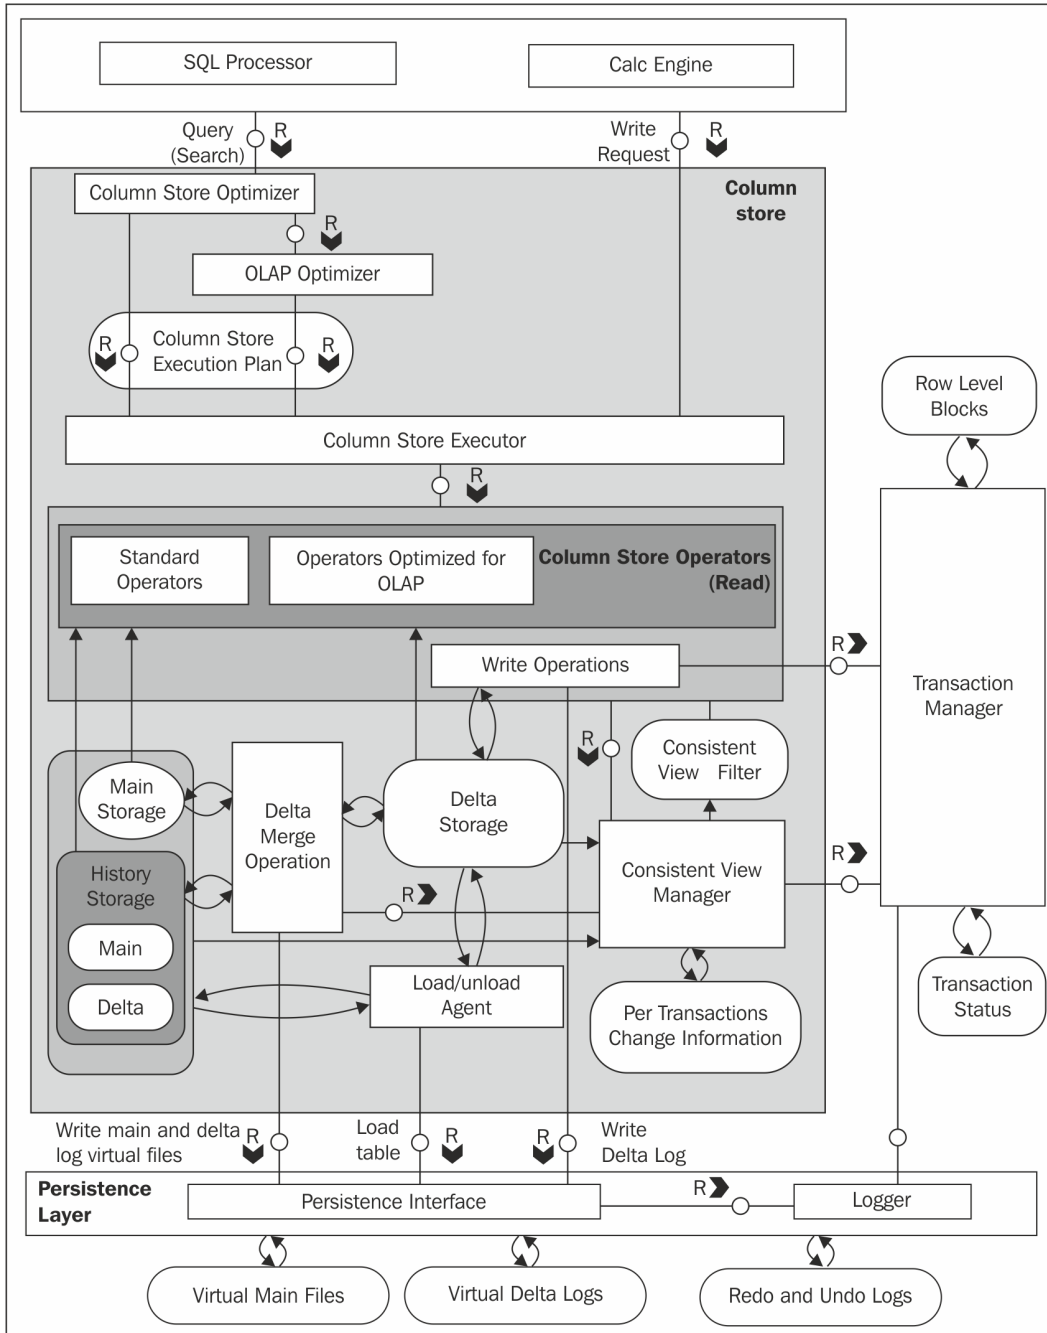 SQL Processor
Calc Engine
Query
(Search)
R
Write
Request
R
Column
store
Column Store Optimizer
R
OLAP Optimizer
R
Column Store
Execution Plan
R
Row Level
Blocks
Column Store Executor
R
Standard
Operators
Operators Optimized for
OLAP
Column Store Operators
(Read)
Write Operations
R
Transaction
Manager
R
Consistent
View Filter
Main
Storage
Delta
Merge
Operation
Delta
Storage
Consistent View
Manager
R
History
Storage
R
Main
Delta
Load/unload
Agent
Per Transactions
Change Information
Transaction
Status
Write main and delta
log virtual files
R
Load
table
R
R
Write
Delta Log
Persistence
Layer
Persistence Interface
R
Logger
Virtual Main Files
Virtual Delta Logs
Redo and Undo Logs